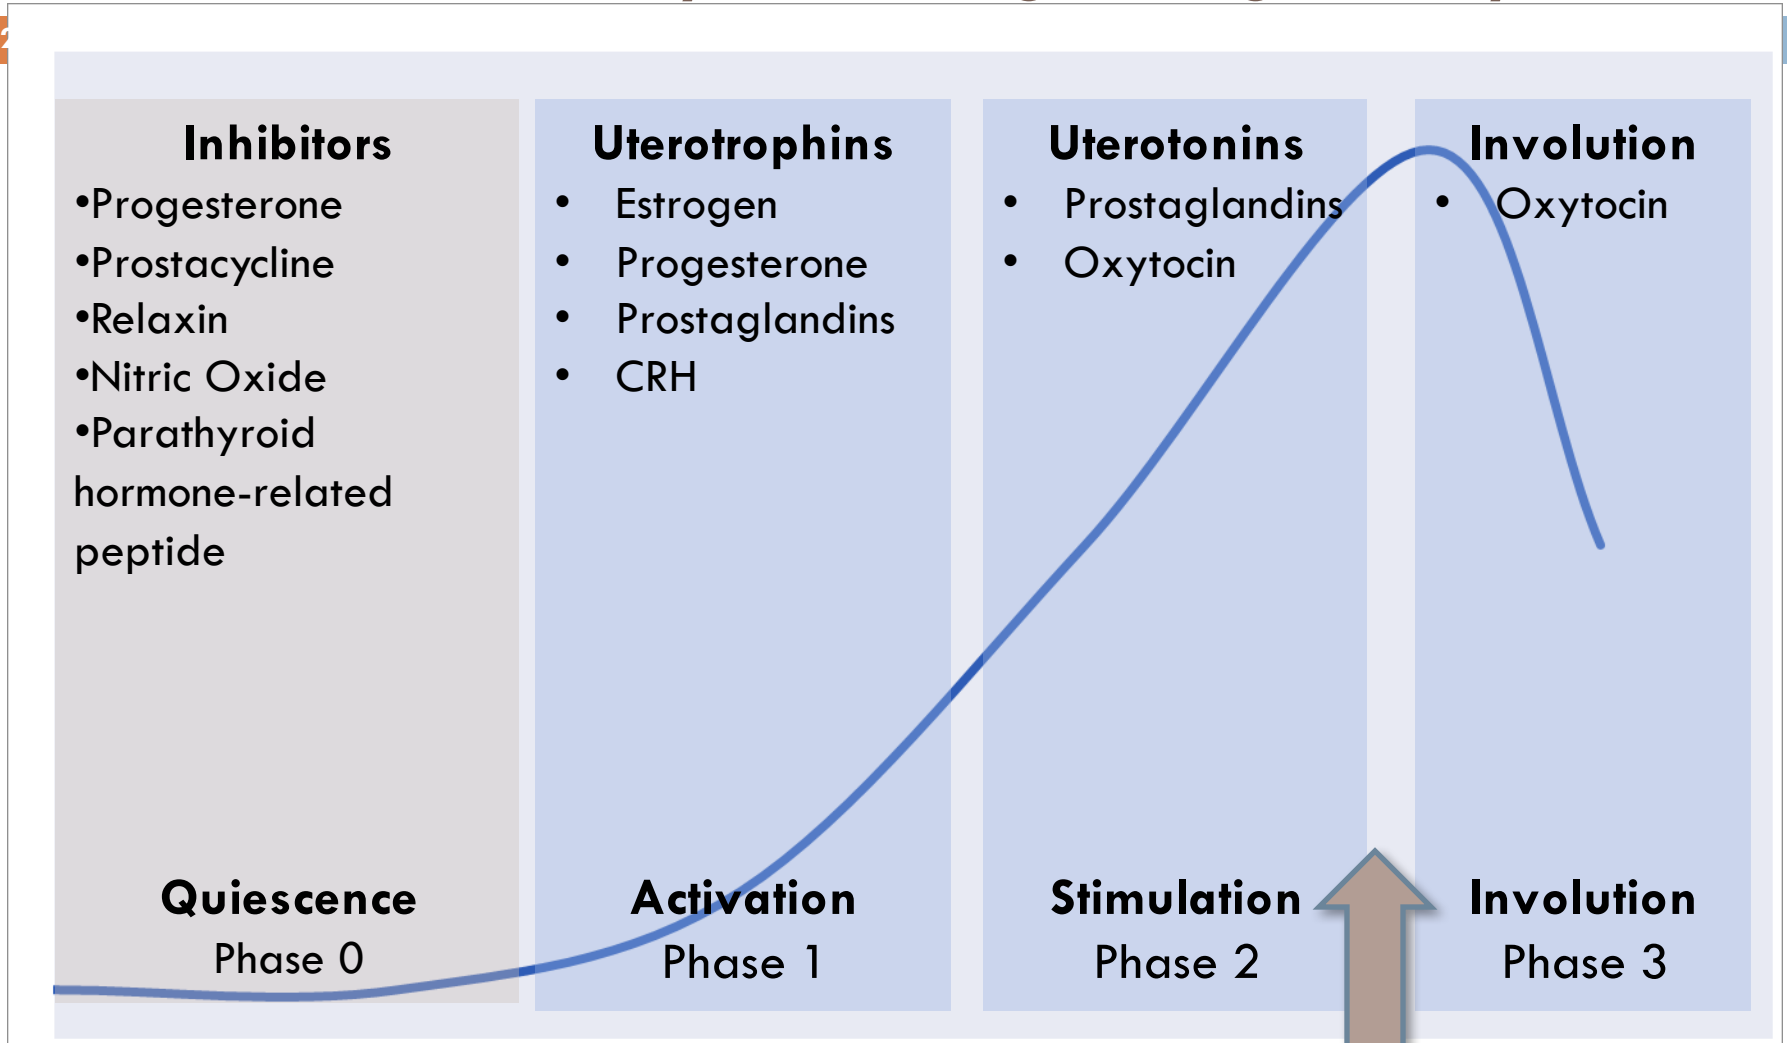 2
Inhibitors
•Progesterone
•Prostacycline
•Relaxin
•Nitric Oxide
•Parathyroid
hormone-related
peptide
Quiescence
Phase 0
Uterotrophins
• Estrogen
• Progesterone
• Prostaglandins
• CRH
Activation
Phase 1
Uterotonins
• Prostaglandins
• Oxytocin
Stimulation
Phase 2
Involution
• Oxytocin
Involution
Phase 3